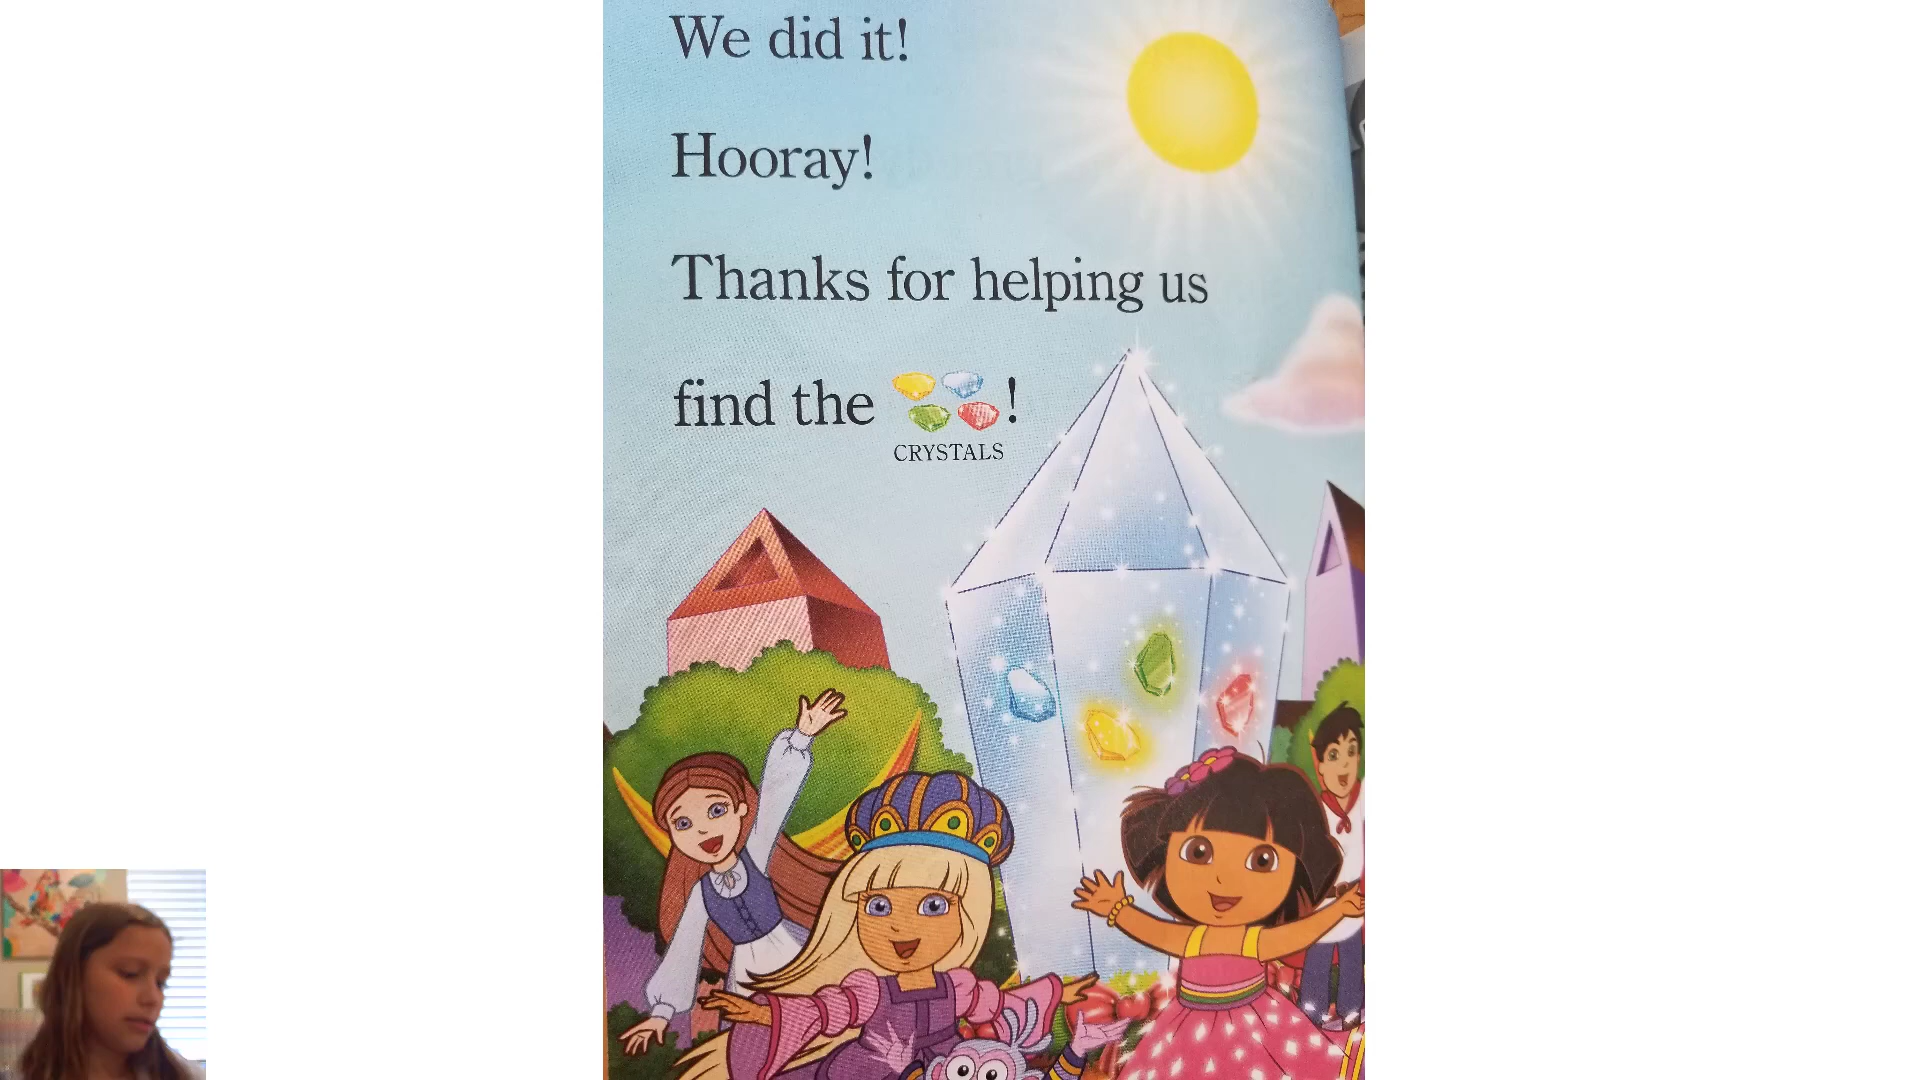 We did it!
Hooray!
Thanks for helping us
find the !
CRYSTALS